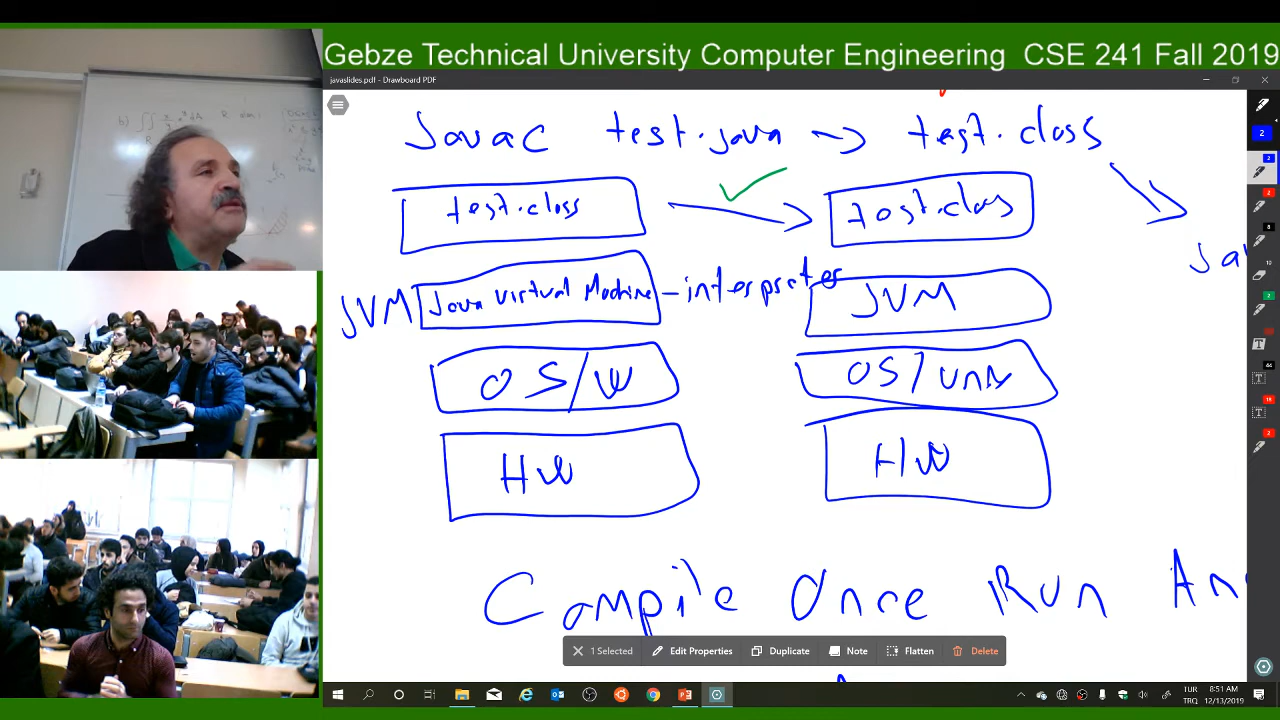 Gebze Technical University Computer Engineering CSE 241 Fall 2019
javaslides.pdf - Drawboard PDF
Javac test.java → test.class
test.class → test.class
JVM Java Virtual Machine - interpreter JVM
OS/W OS/Unix
HW HW
Compile Once Run An
1 Selected Edit Properties Duplicate Note Flatten Delete
TUR 8:51 AM
TRQ 12/13/2019